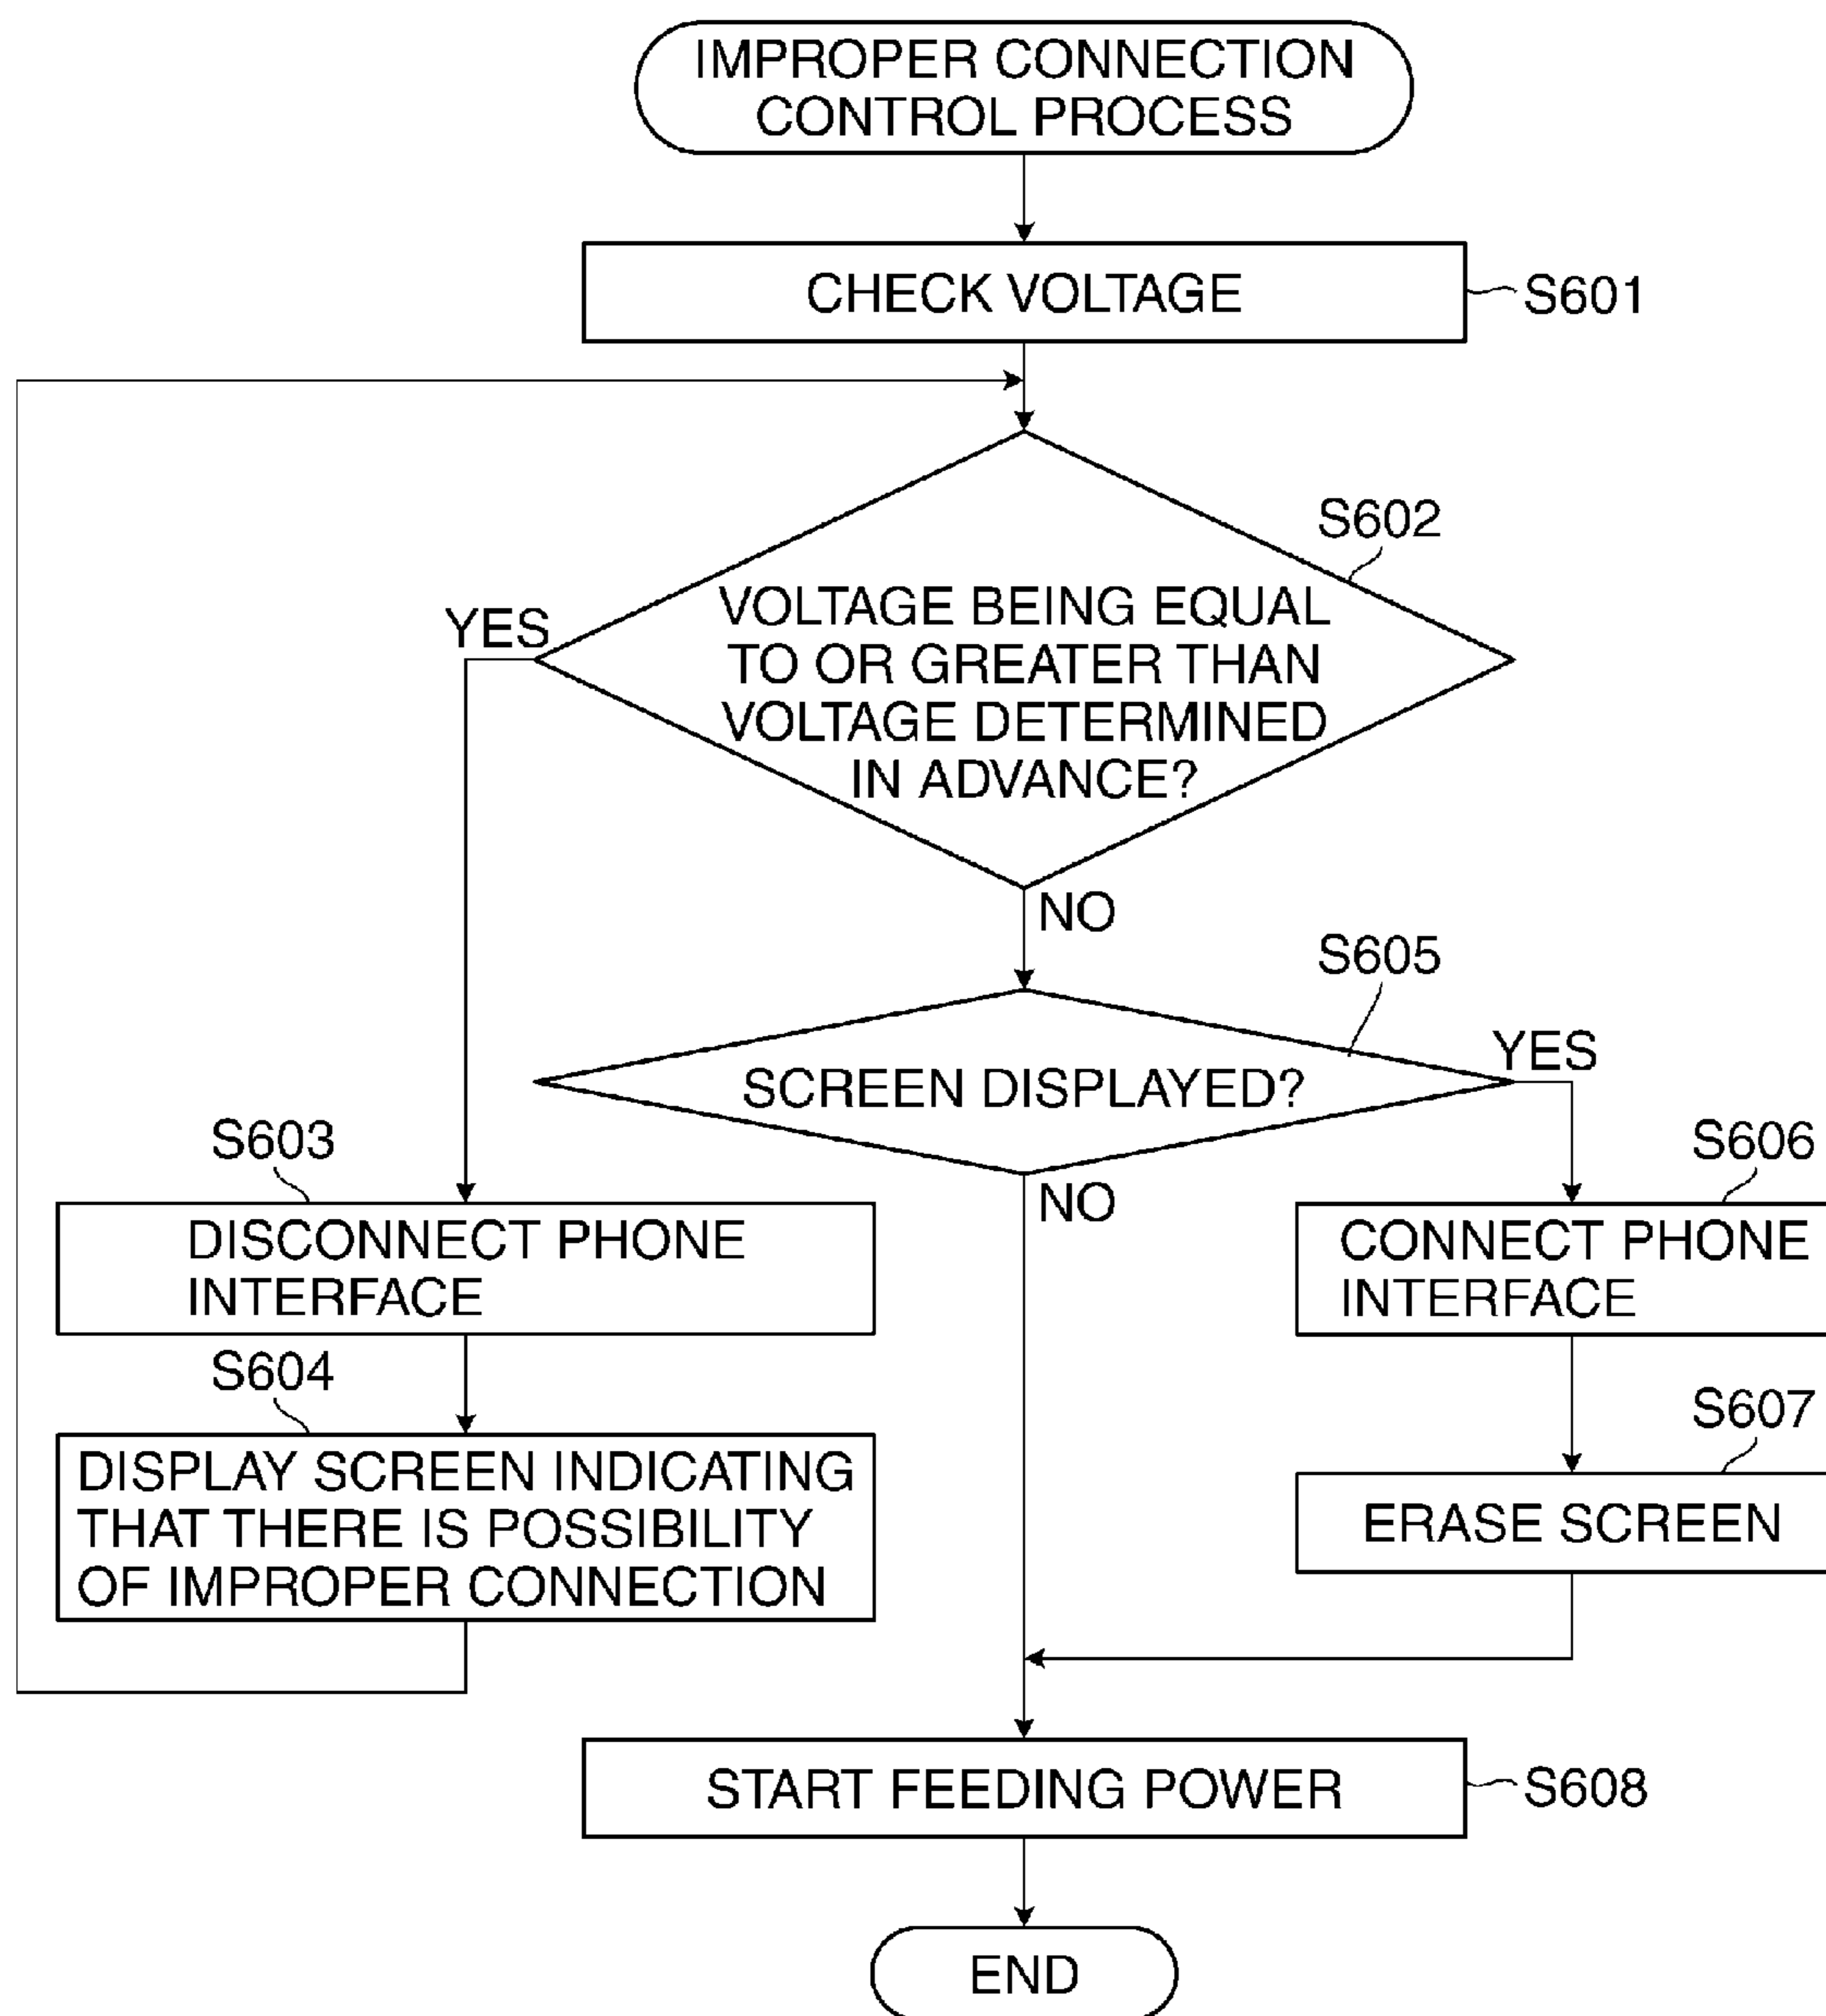 IMPROPER CONNECTION
CONTROL PROCESS
CHECK VOLTAGE
S601
S602
VOLTAGE BEING EQUAL
TO OR GREATER THAN
VOLTAGE DETERMINED
IN ADVANCE?
YES
NO
S605
SCREEN DISPLAYED?
YES
NO
S603
DISCONNECT PHONE
INTERFACE
S606
CONNECT PHONE
INTERFACE
S604
DISPLAY SCREEN INDICATING
THAT THERE IS POSSIBILITY
OF IMPROPER CONNECTION
S607
ERASE SCREEN
START FEEDING POWER
S608
END